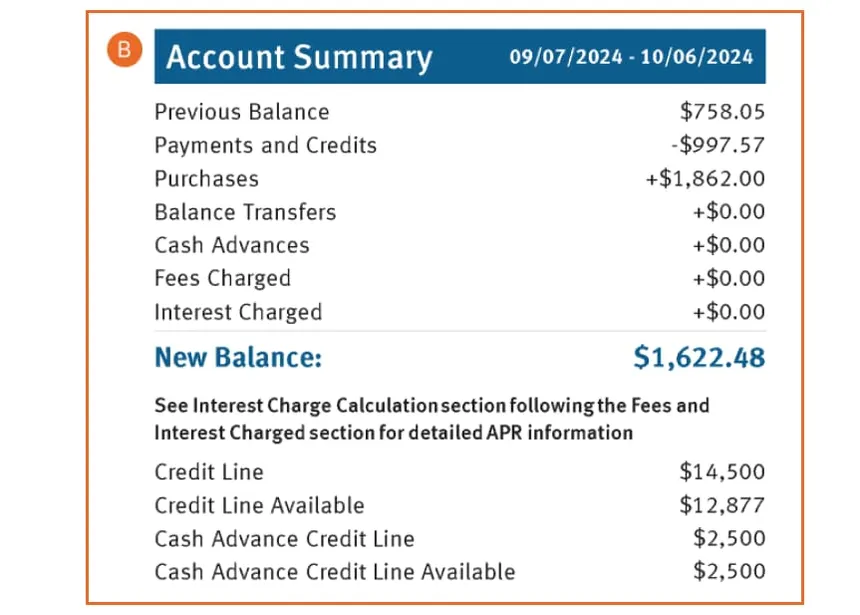 B
Account Summary 09/07/2024 - 10/06/2024
Previous Balance $758.05
Payments and Credits -$997.57
Purchases +$1,862.00
Balance Transfers +$0.00
Cash Advances +$0.00
Fees Charged +$0.00
Interest Charged +$0.00
New Balance: $1,622.48
See Interest Charge Calculation section following the Fees and
Interest Charged section for detailed APR information
Credit Line $14,500
Credit Line Available $12,877
Cash Advance Credit Line $2,500
Cash Advance Credit Line Available $2,500